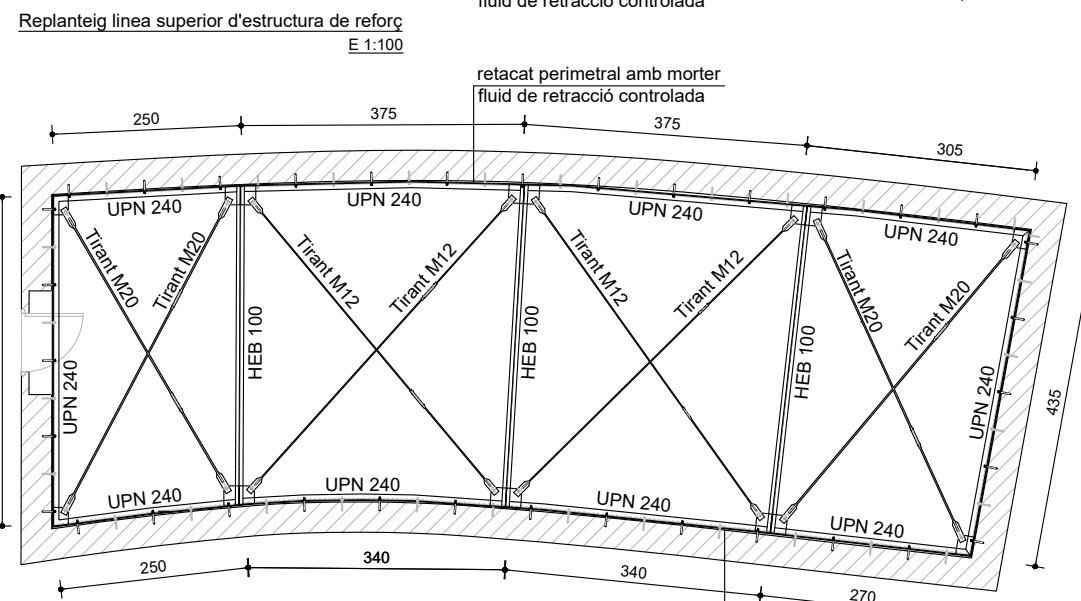 fluid de retracció controlada
Replanteig linea superior d'estructura de reforç
E 1:100
retacat perimetral amb morter
fluid de retracció controlada
250
375
375
305
UPN 240
UPN 240
UPN 240
UPN 240
Tirant M20
Tirant M20
Tirant M12
Tirant M12
Tirant M12
Tirant M12
Tirant M20
Tirant M20
UPN 240
HEB 100
HEB 100
HEB 100
UPN 240
435
UPN 240
UPN 240
UPN 240
UPN 240
250
340
340
270